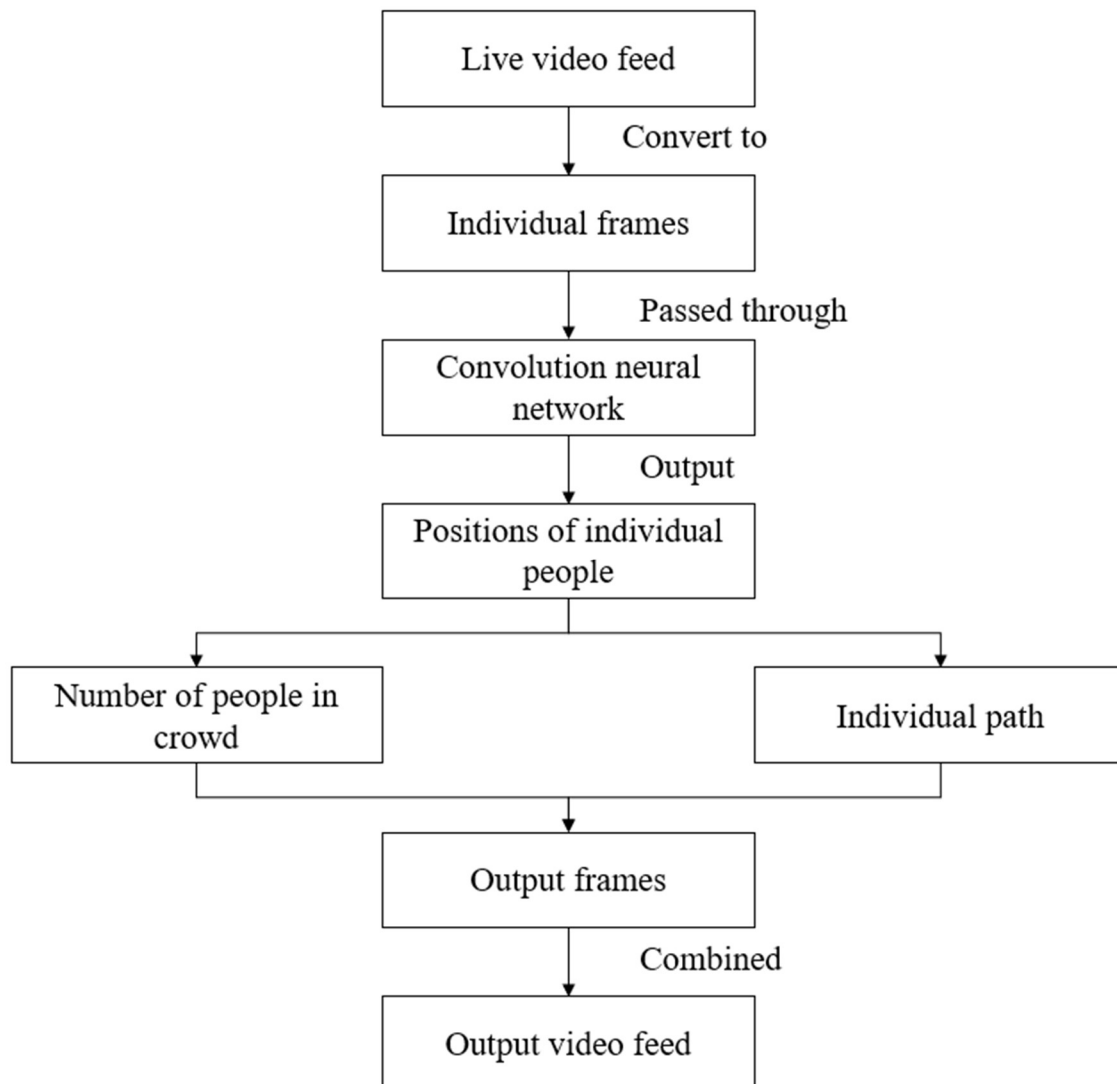 Live video feed
Convert to
Individual frames
Passed through
Convolution neural
network
Output
Positions of individual
people
Number of people in
crowd
Individual path
Output frames
Combined
Output video feed